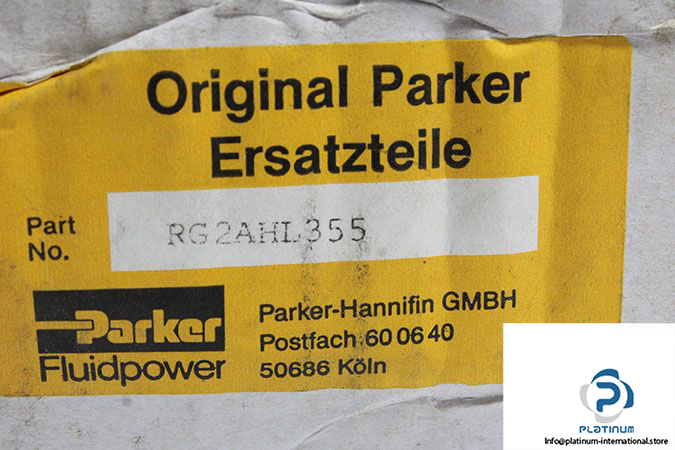 Original Parker
Ersatzteile
Part
No.
RG2AHL355
Parker
Fluidpower
Parker-Hannifin GMBH
Postfach 60 06 40
50686 Köln
PLATINUM
Info@platinum-international.store